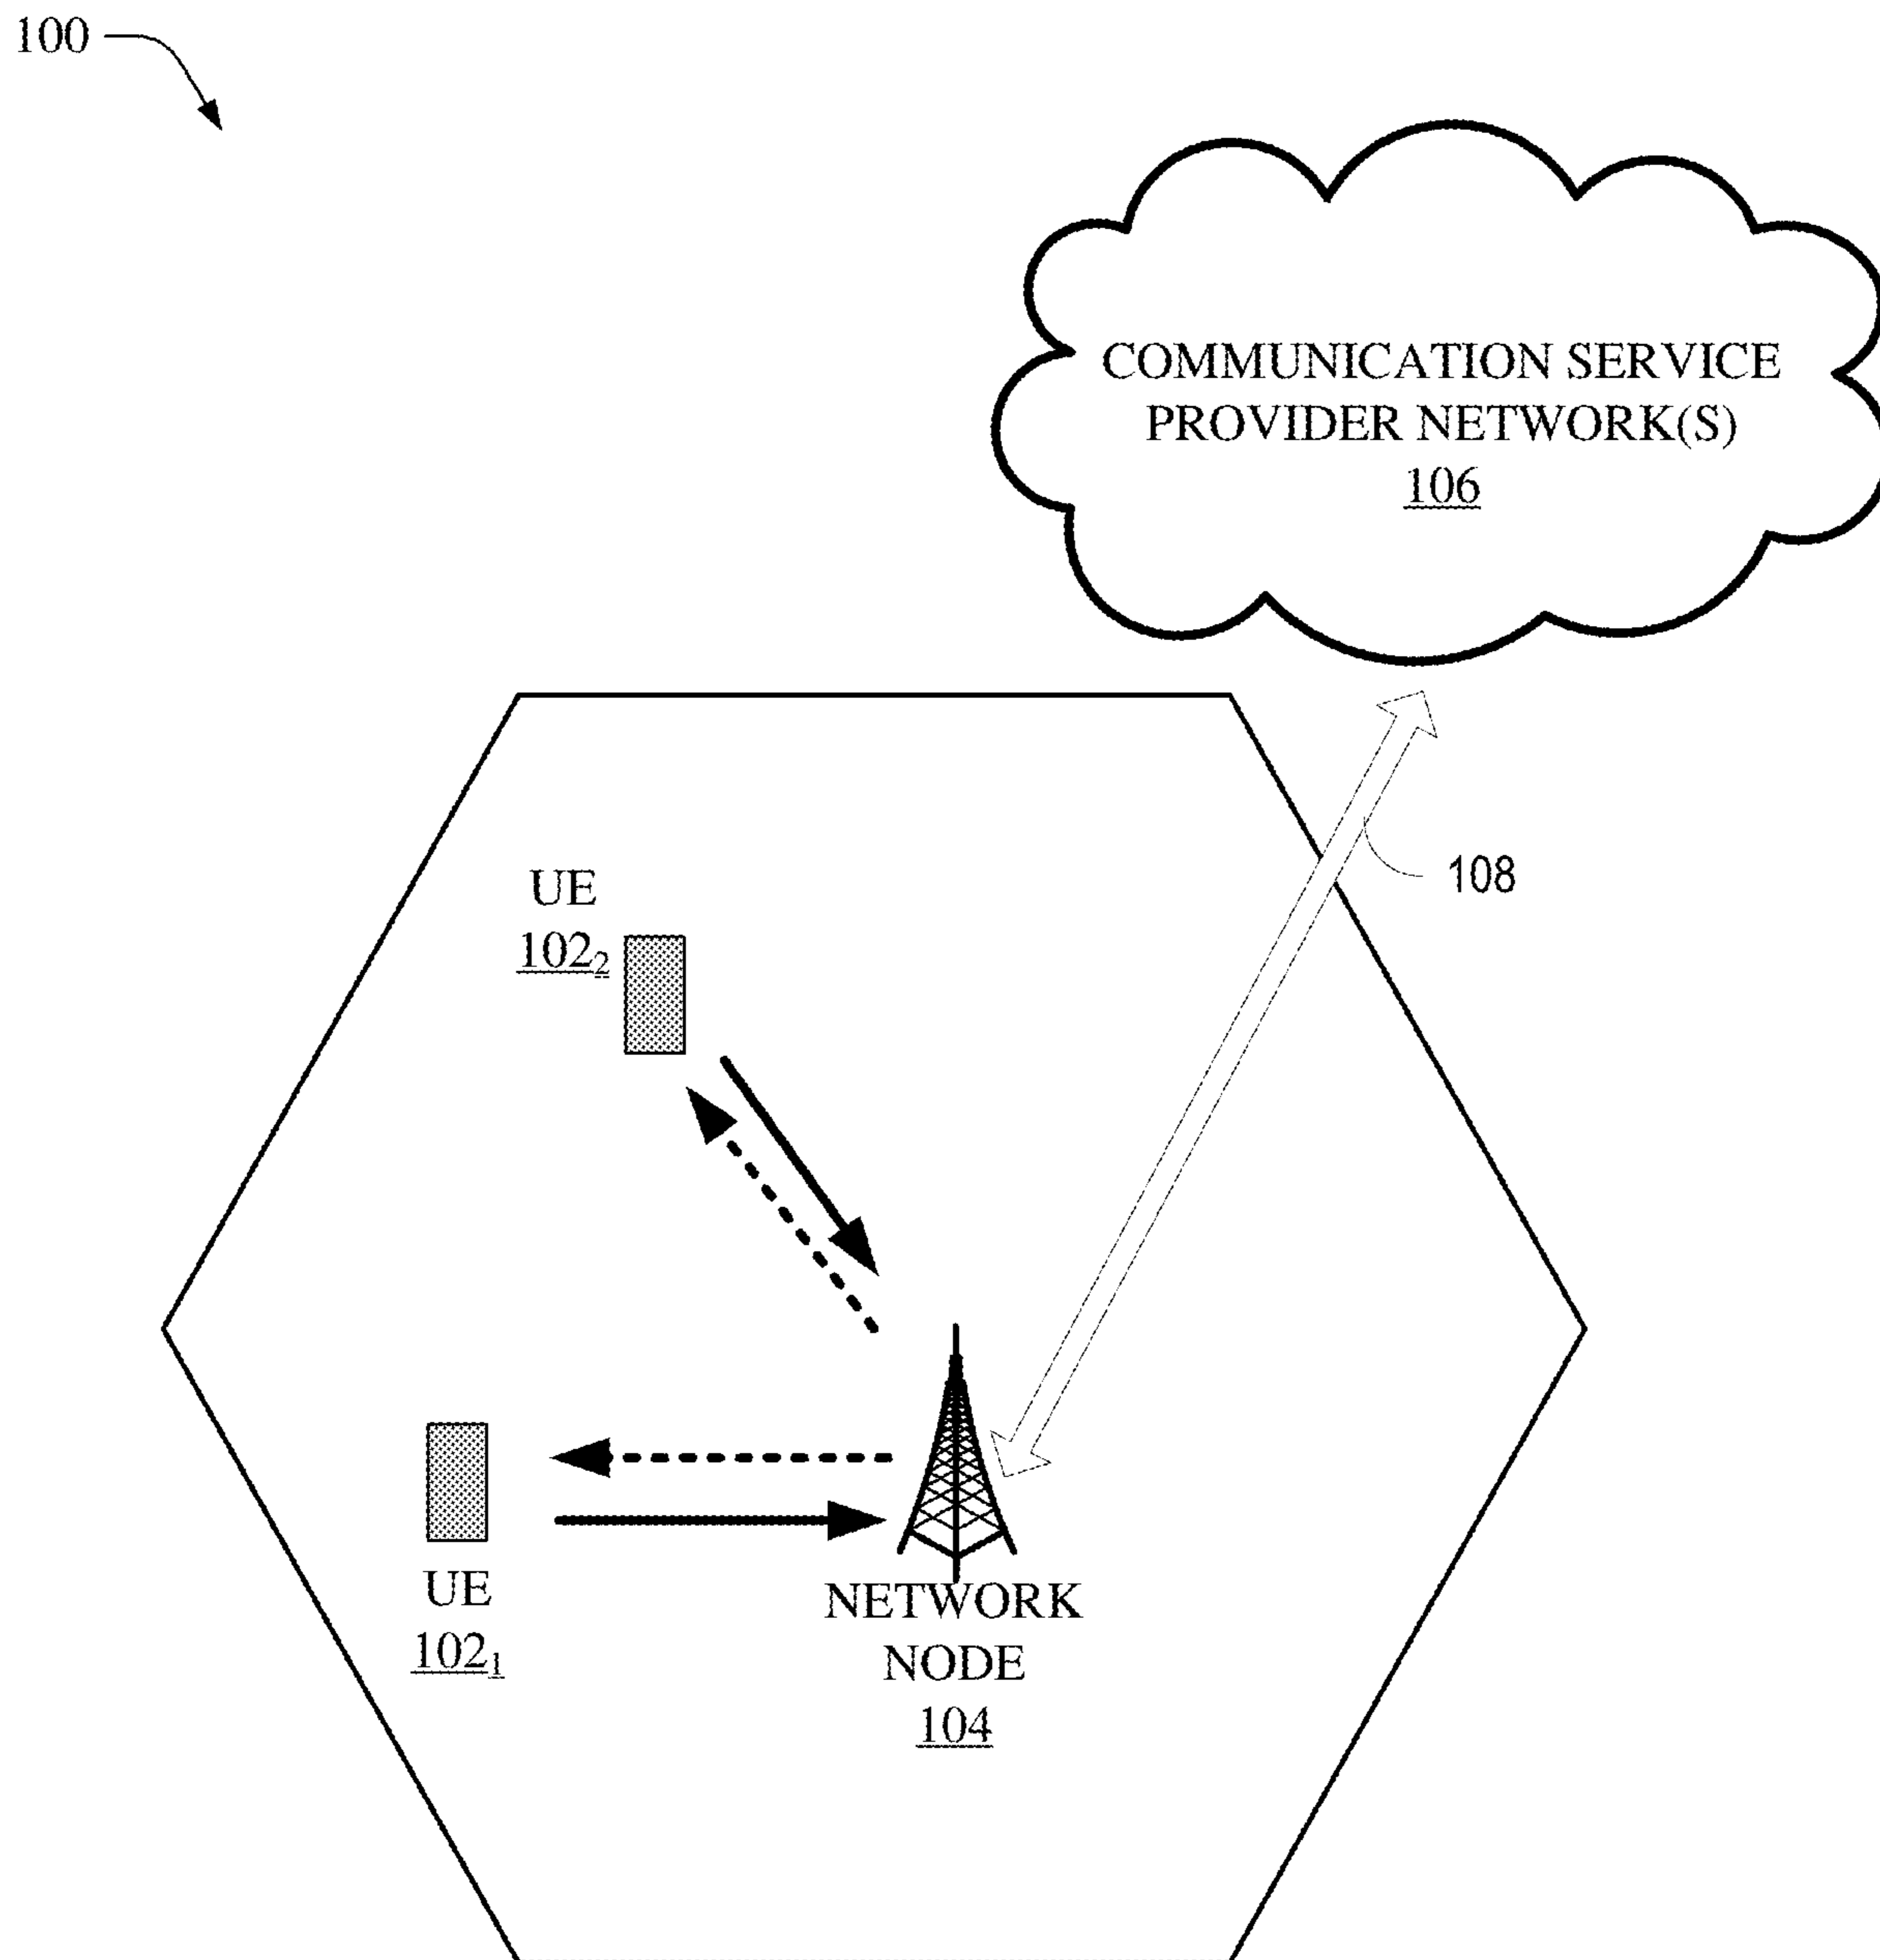 100
COMMUNICATION SERVICE
PROVIDER NETWORK(S)
106
108
UE
102₂
UE
102₁
NETWORK
NODE
104